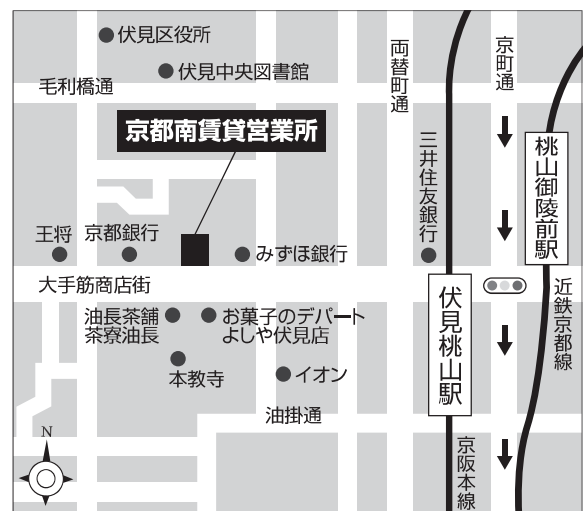 伏見区役所
伏見中央図書館
毛利橋通
両替町通
京町通
京都南賃貸営業所
三井住友銀行
桃山御陵前駅
王将
京都銀行
みずほ銀行
大手筋商店街
油長茶舗
茶寮油長
お菓子のデパート
よしや伏見店
伏見桃山駅
近鉄京都線
本教寺
イオン
油掛通
京阪本線
N